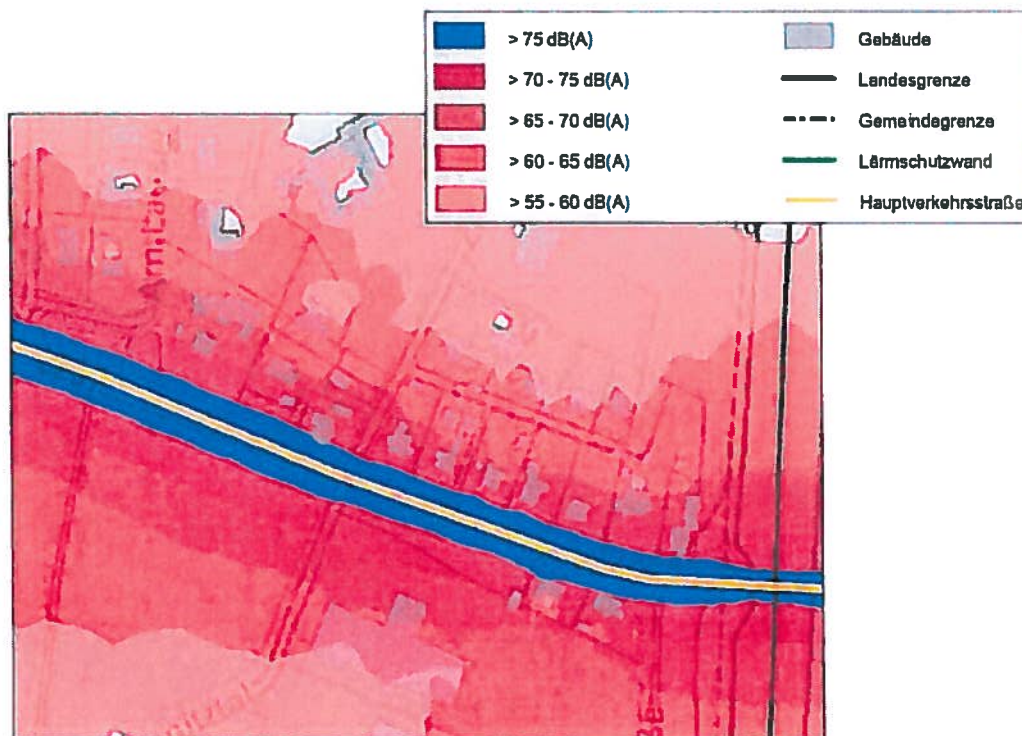 > 75 dB(A)
> 70 - 75 dB(A)
> 65 - 70 dB(A)
> 60 - 65 dB(A)
> 55 - 60 dB(A)
Gebäude
Landesgrenze
Gemeindegrenze
Lärmschutzwand
Hauptverkehrsstraße